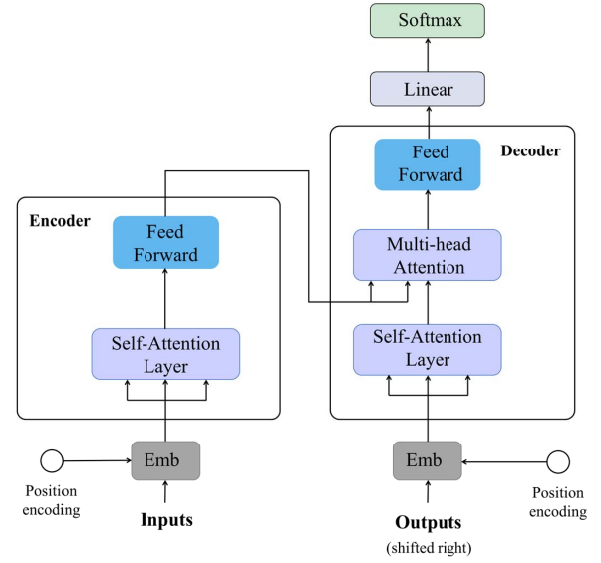 Softmax
Linear
Decoder
Feed
Forward
Encoder
Feed
Forward
Multi-head
Attention
Self-Attention
Layer
Self-Attention
Layer
Emb
Emb
Position
encoding
Inputs
Outputs
(shifted right)
Position
encoding